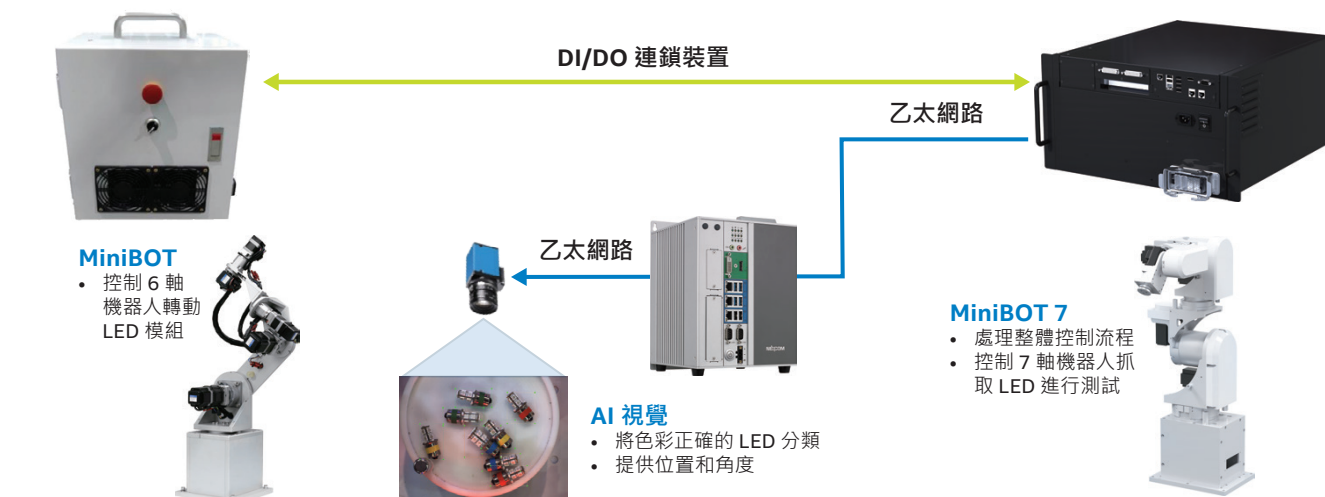 DI/DO 連鎖裝置
乙太網路
乙太網路
MiniBOT
• 控制 6 軸
機器人轉動
LED 模組
AI 視覺
• 將色彩正確的 LED 分類
• 提供位置和角度
MiniBOT 7
• 處理整體控制流程
• 控制 7 軸機器人抓
取 LED 進行測試